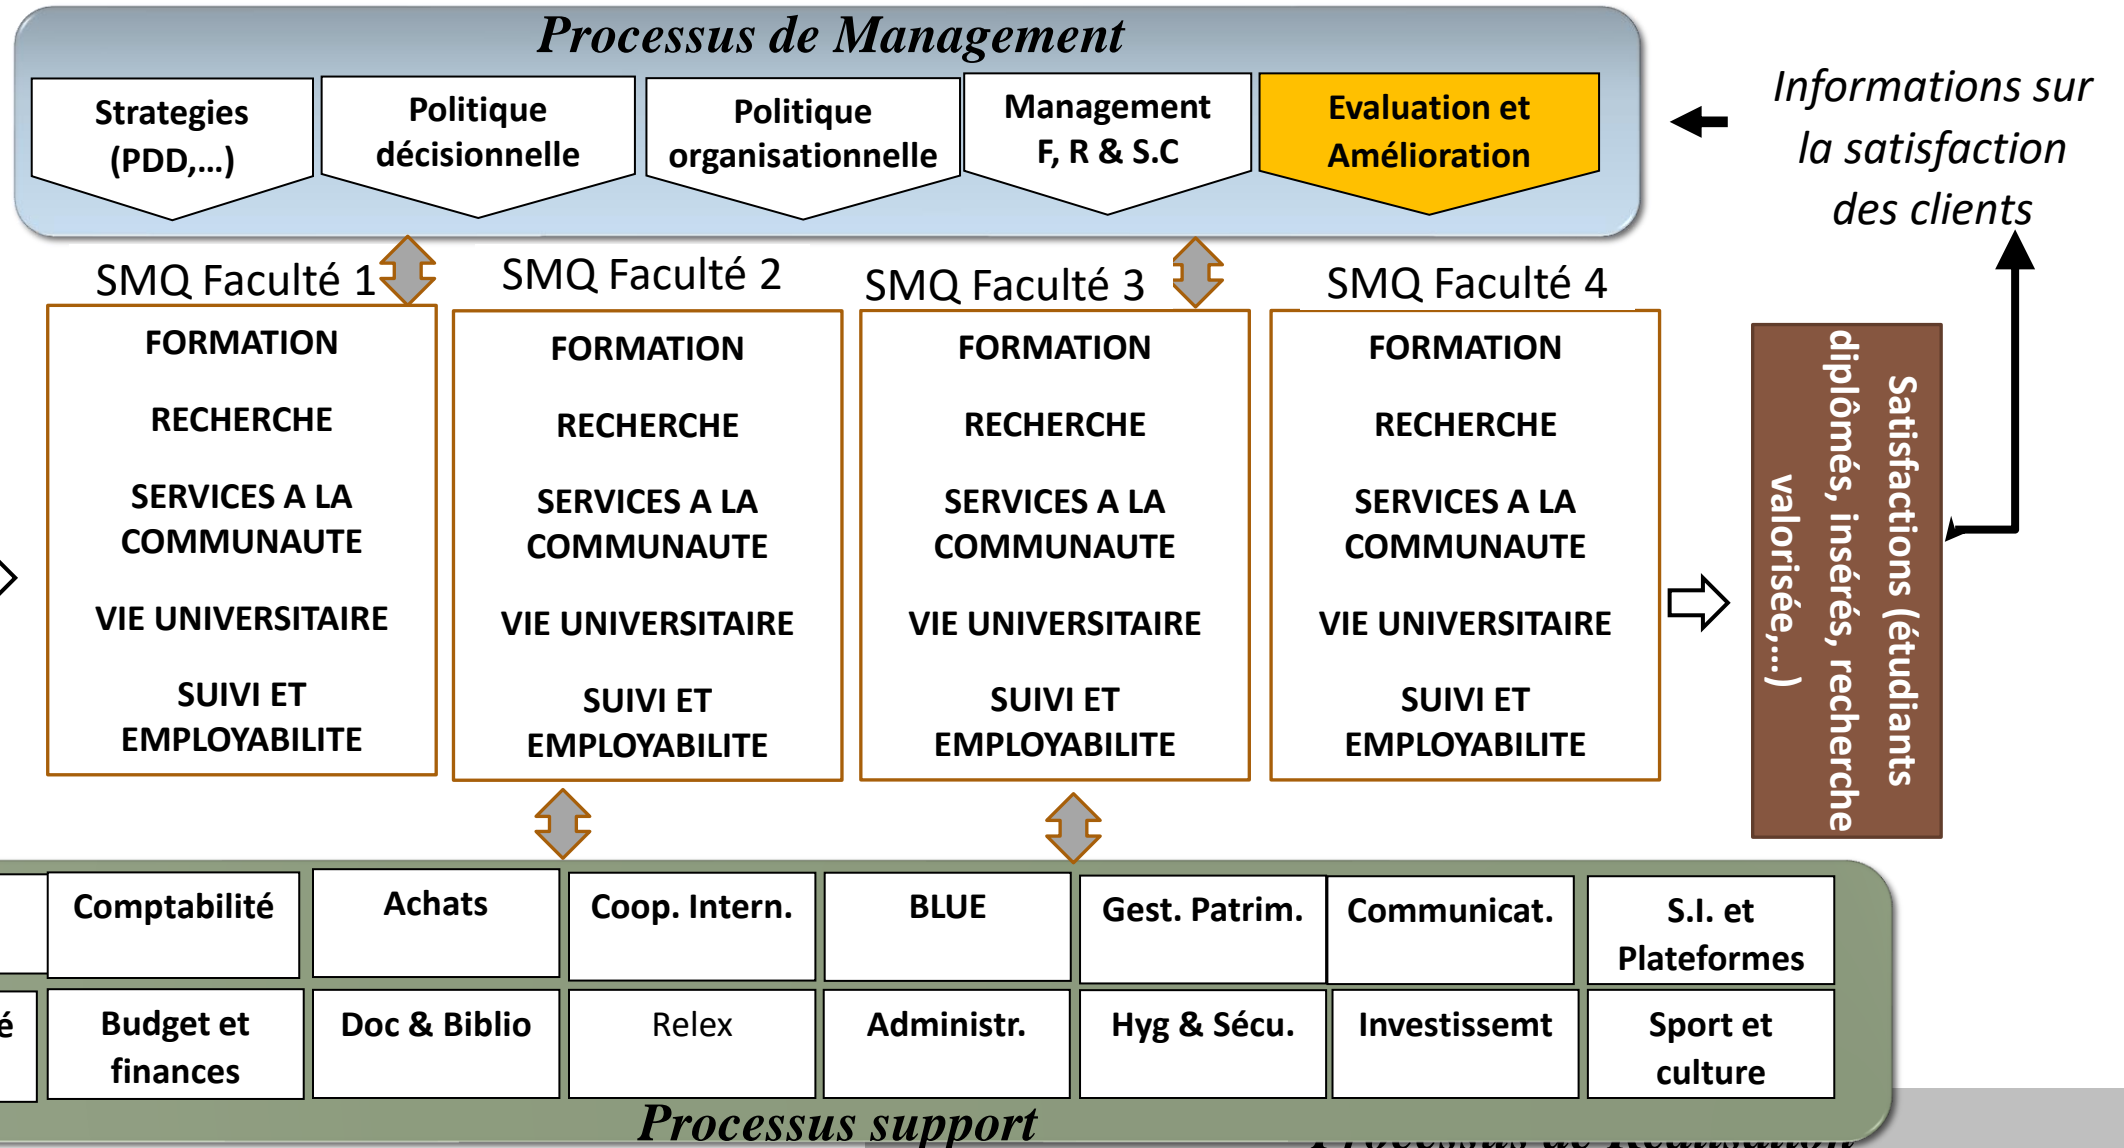 Processus de Management
Strategies
(PDD,...)
Politique
décisionnelle
Politique
organisationnelle
Management
F, R & S.C
Evaluation et
Amélioration
Informations sur
la satisfaction
des clients
SMQ Faculté 1
FORMATION
RECHERCHE
SERVICES A LA
COMMUNAUTE
VIE UNIVERSITAIRE
SUIVI ET
EMPLOYABILITE
SMQ Faculté 2
FORMATION
RECHERCHE
SERVICES A LA
COMMUNAUTE
VIE UNIVERSITAIRE
SUIVI ET
EMPLOYABILITE
SMQ Faculté 3
FORMATION
RECHERCHE
SERVICES A LA
COMMUNAUTE
VIE UNIVERSITAIRE
SUIVI ET
EMPLOYABILITE
SMQ Faculté 4
FORMATION
RECHERCHE
SERVICES A LA
COMMUNAUTE
VIE UNIVERSITAIRE
SUIVI ET
EMPLOYABILITE
Satisfactions (étudiants
diplômés, insérés, recherche
valorisée,...)
Comptabilité
Achats
Coop. Intern.
BLUE
Gest. Patrim.
Communicat.
S.I. et
Plateformes
é
Budget et
finances
Doc & Biblio
Relex
Administr.
Hyg & Sécu.
Investissemt
Sport et
culture
Processus support
Processus de Réalisation